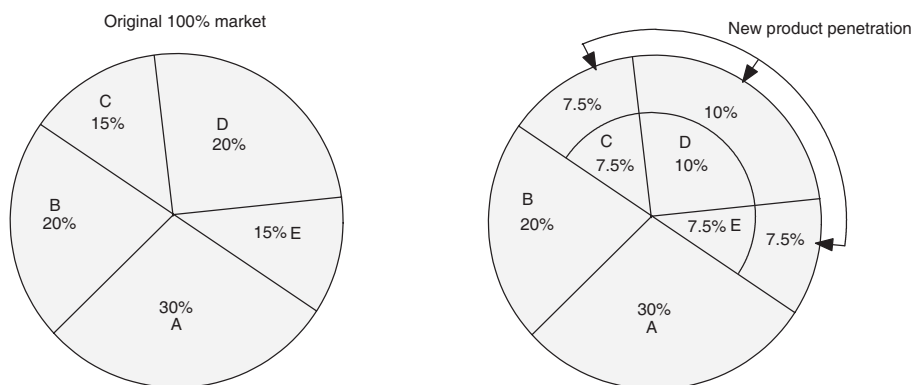 Original 100% market
C
15%
D
20%
B
20%
15% E
30%
A
New product penetration
7.5%
10%
C
7.5%
D
10%
B
20%
7.5% E
7.5%
30%
A